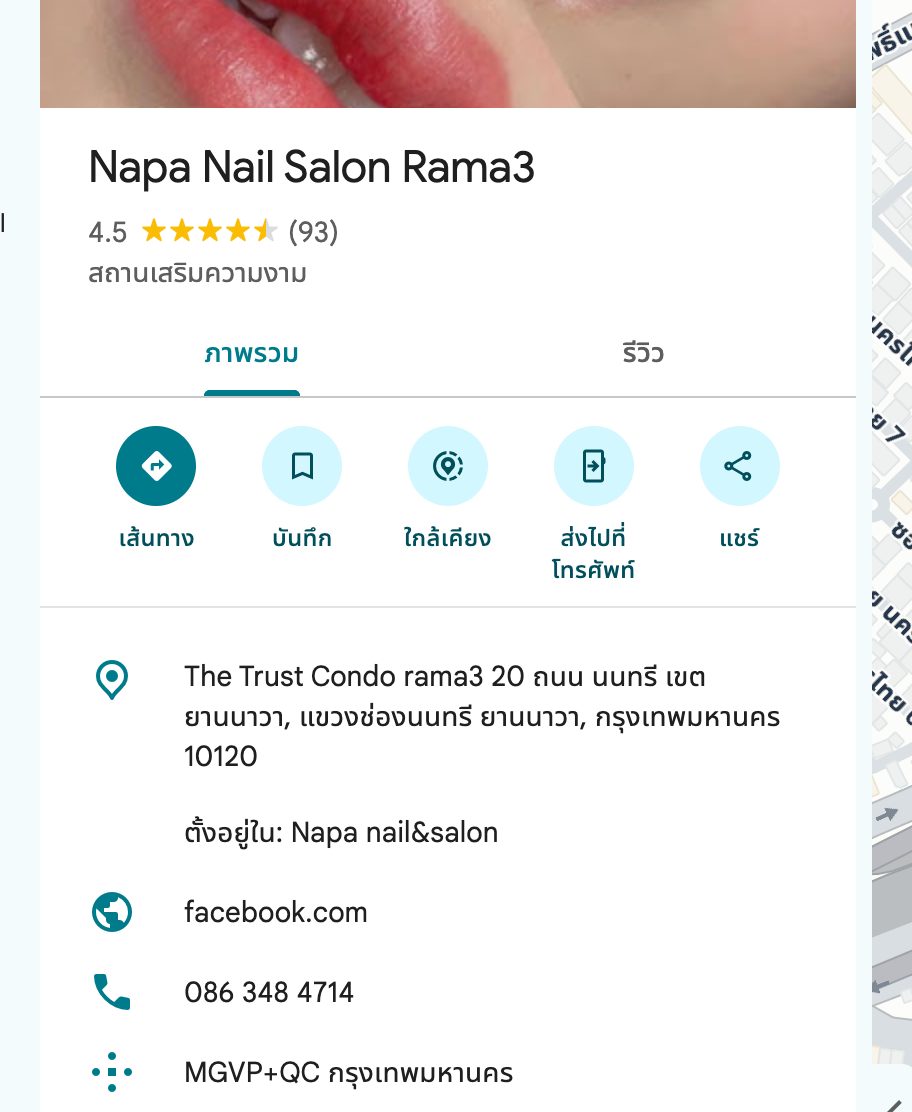 Napa Nail Salon Rama3
4.5 (93)
สถานเสริมความงาม
ภาพรวม รีวิว
เส้นทาง บันทึก ใกล้เคียง ส่งไปที่ แชร์
โทรศัพท์
The Trust Condo rama3 20 ถนน นนทรี เขต
ยานนาวา, แขวงช่องนนทรี ยานนาวา, กรุงเทพมหานคร
10120
ตั้งอยู่ใน: Napa nail&salon
facebook.com
086 348 4714
MGVP+QC กรุงเทพมหานคร